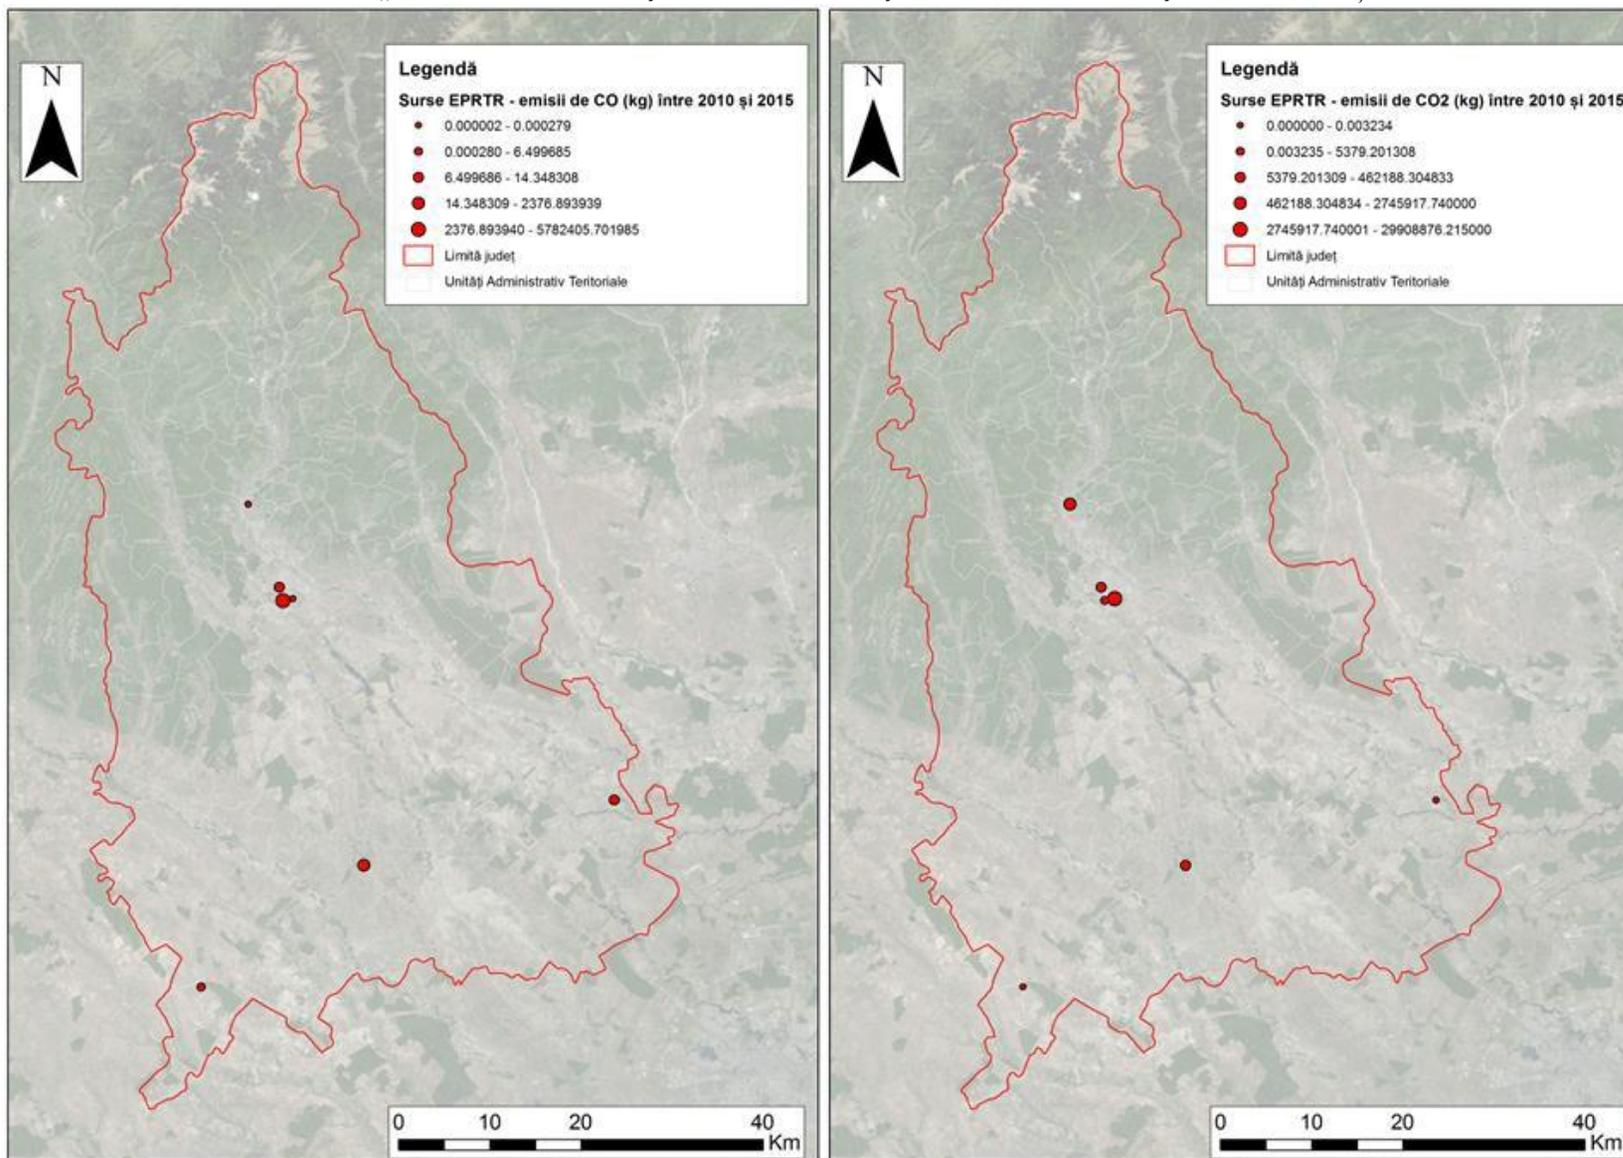 N
Legendă
Surse EPRTR - emisii de CO (kg) între 2010 și 2015
0.000002 - 0.000279
0.000280 - 6.499685
6.499686 - 14.348308
14.348309 - 2376.893939
2376.893940 - 5782405.701985
Limită județ
Unități Administrativ Teritoriale
0 10 20 40
Km
N
Legendă
Surse EPRTR - emisii de CO2 (kg) între 2010 și 2015
0.000000 - 0.003234
0.003235 - 5379.201308
5379.201309 - 462188.304833
462188.304834 - 2745917.740000
2745917.740001 - 29908876.215000
Limită județ
Unități Administrativ Teritoriale
0 10 20 40
Km